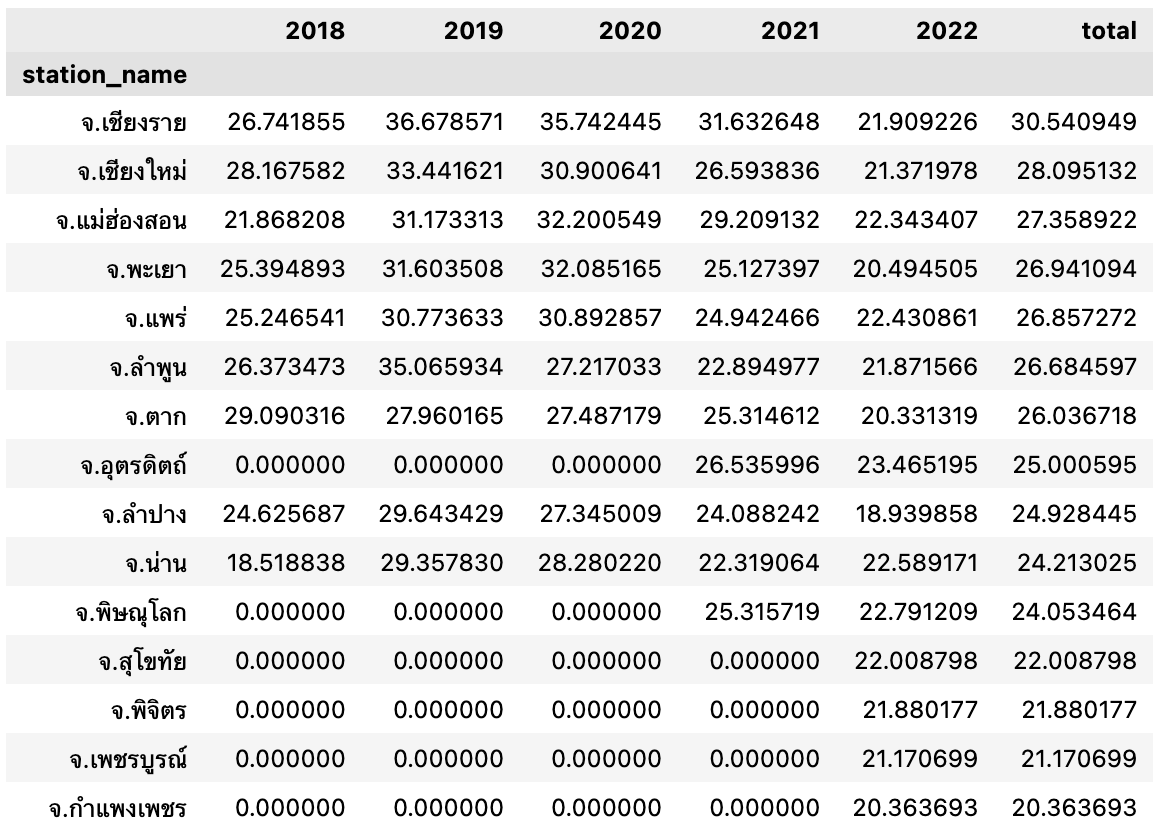 2018 2019 2020 2021 2022 total
station_name
จ.เชียงราย 26.741855 36.678571 35.742445 31.632648 21.909226 30.540949
จ.เชียงใหม่ 28.167582 33.441621 30.900641 26.593836 21.371978 28.095132
จ.แม่ฮ่องสอน 21.868208 31.173313 32.200549 29.209132 22.343407 27.358922
จ.พะเยา 25.394893 31.603508 32.085165 25.127397 20.494505 26.941094
จ.แพร่ 25.246541 30.773633 30.892857 24.942466 22.430861 26.857272
จ.ลำพูน 26.373473 35.065934 27.217033 22.894977 21.871566 26.684597
จ.ตาก 29.090316 27.960165 27.487179 25.314612 20.331319 26.036718
จ.อุตรดิตถ์ 0.000000 0.000000 0.000000 26.535996 23.465195 25.000595
จ.ลำปาง 24.625687 29.643429 27.345009 24.088242 18.939858 24.928445
จ.น่าน 18.518838 29.357830 28.280220 22.319064 22.589171 24.213025
จ.พิษณุโลก 0.000000 0.000000 0.000000 25.315719 22.791209 24.053464
จ.สุโขทัย 0.000000 0.000000 0.000000 0.000000 22.008798 22.008798
จ.พิจิตร 0.000000 0.000000 0.000000 0.000000 21.880177 21.880177
จ.เพชรบูรณ์ 0.000000 0.000000 0.000000 0.000000 21.170699 21.170699
จ.กำแพงเพชร 0.000000 0.000000 0.000000 0.000000 20.363693 20.363693